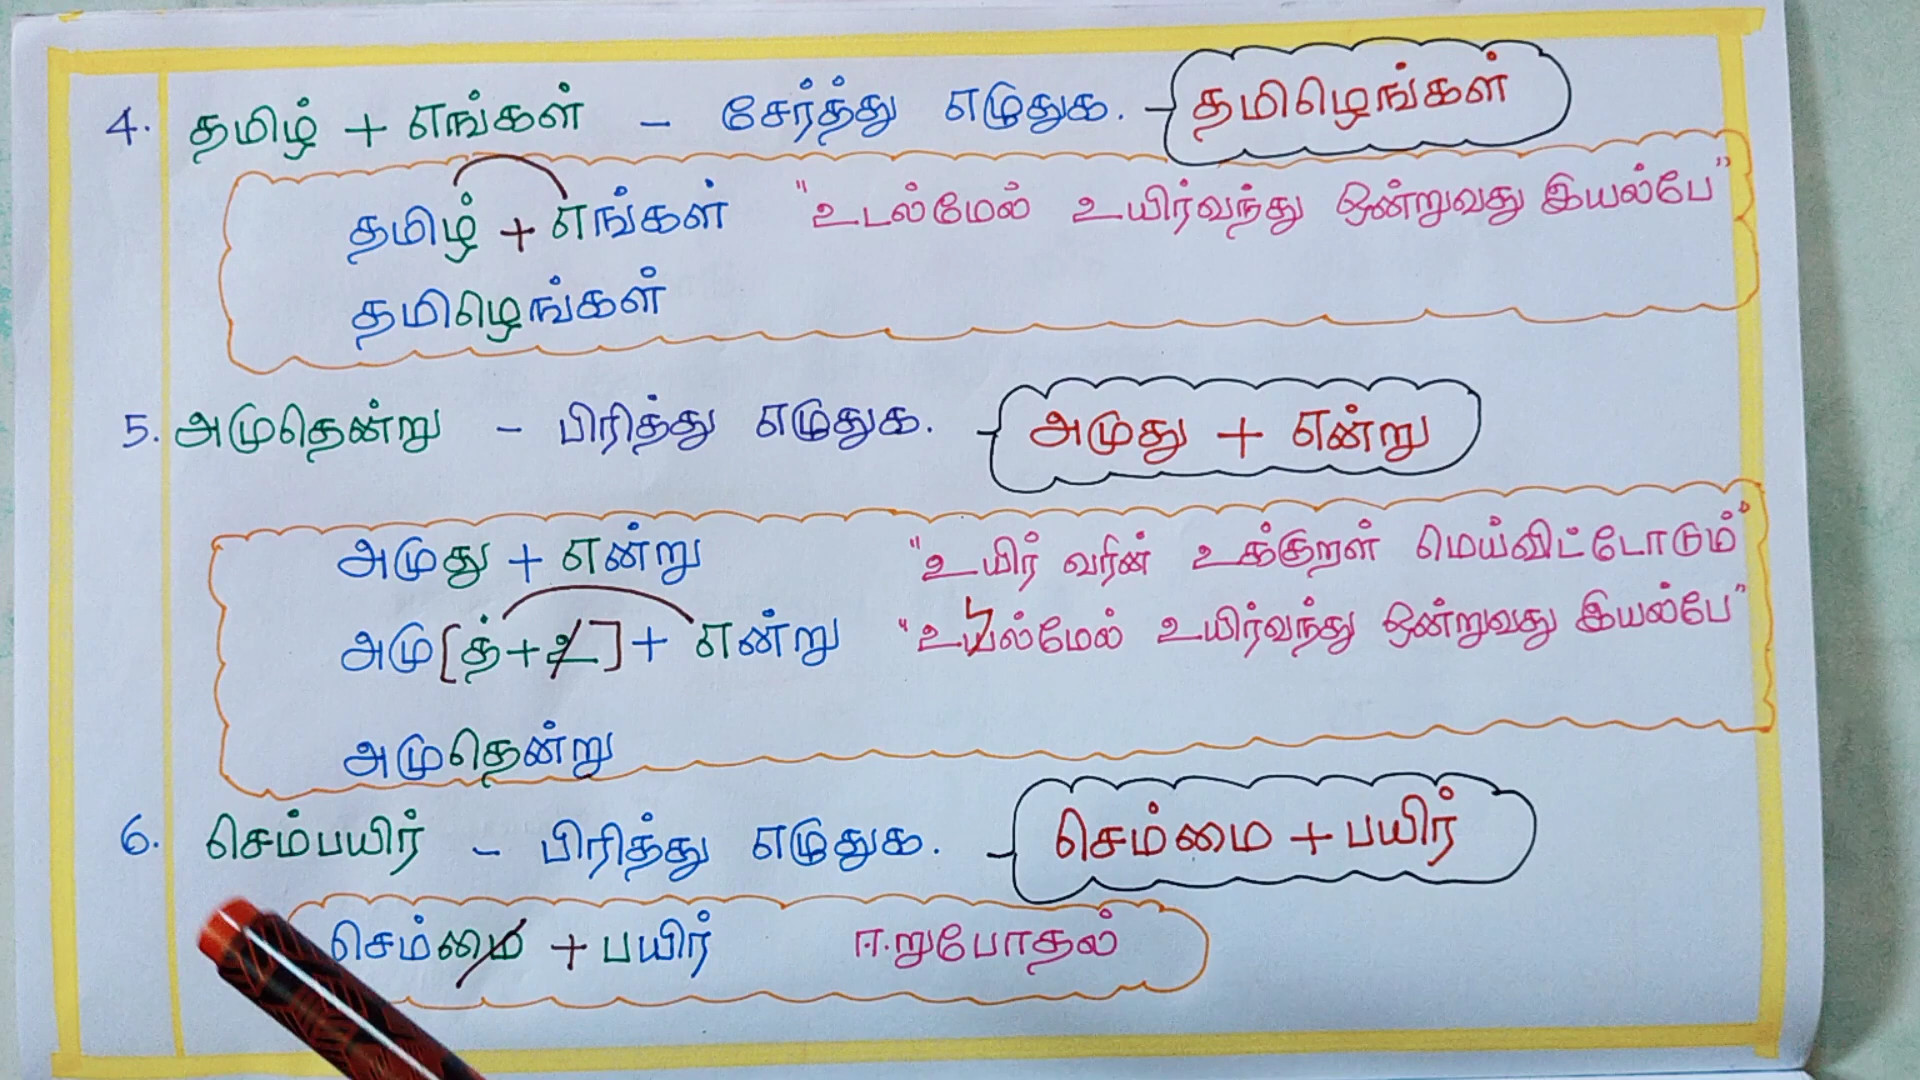 4. தமிழ் + எங்கள் - சேர்த்து எழுதுக. - தமிழெங்கள்
தமிழ் + எங்கள் "உடல்மேல் உயிர்வந்து ஒன்றுவது இயல்பே"
தமிழெங்கள்
5. அமுதென்று - பிரித்து எழுதுக. - அமுது + என்று
அமுது + என்று "உயிர் வரின் உக்குறள் மெய்விட்டோடும்"
அமு[த்+உ]+ என்று "உடல்மேல் உயிர்வந்து ஒன்றுவது இயல்பே"
அமுதென்று
6. செம்பயிர் - பிரித்து எழுதுக. - செம்மை + பயிர்
செம்மை + பயிர் ஈறுபோதல்